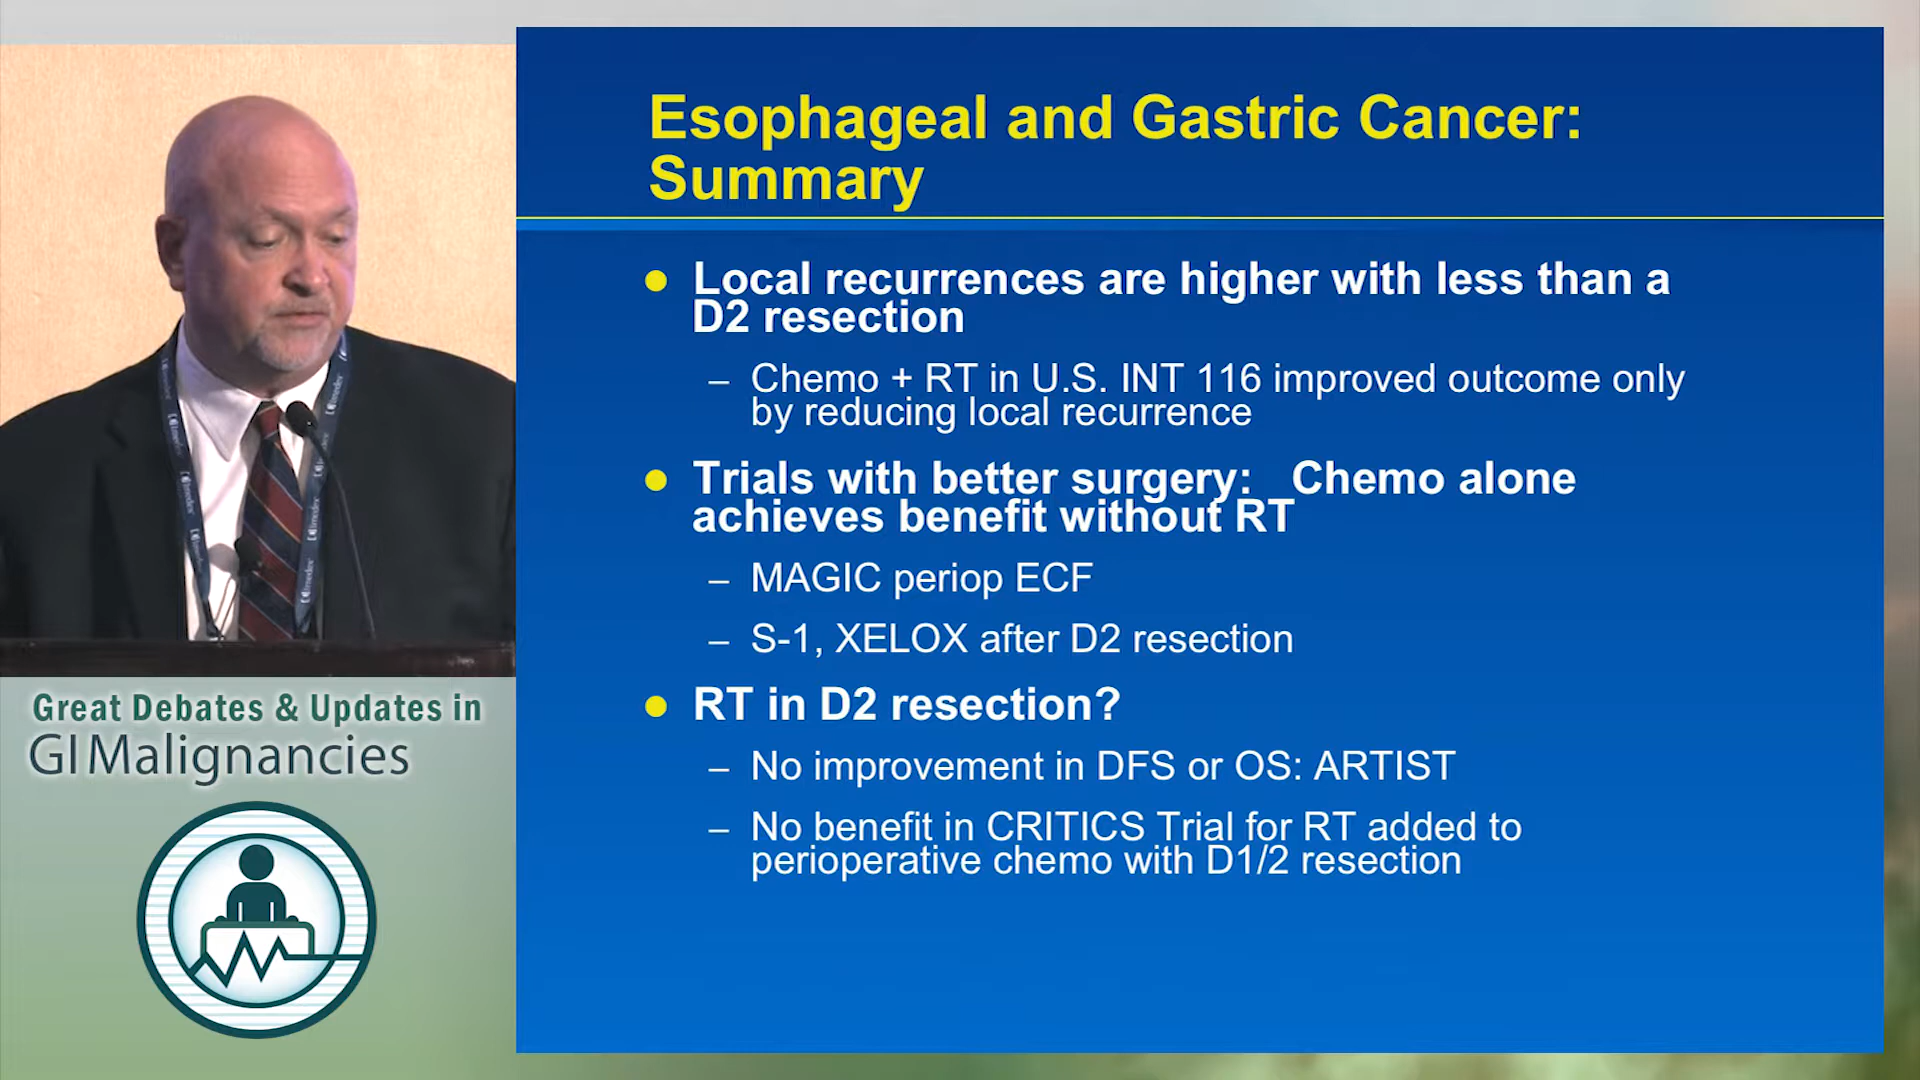 Esophageal and Gastric Cancer:
Summary
Local recurrences are higher with less than a
D2 resection
– Chemo + RT in U.S. INT 116 improved outcome only
by reducing local recurrence
Trials with better surgery: Chemo alone
achieves benefit without RT
– MAGIC periop ECF
– S-1, XELOX after D2 resection
RT in D2 resection?
– No improvement in DFS or OS: ARTIST
– No benefit in CRITICS Trial for RT added to
perioperative chemo with D1/2 resection
Great Debates & Updates in
GI Malignancies
imedex
imedex
imedex